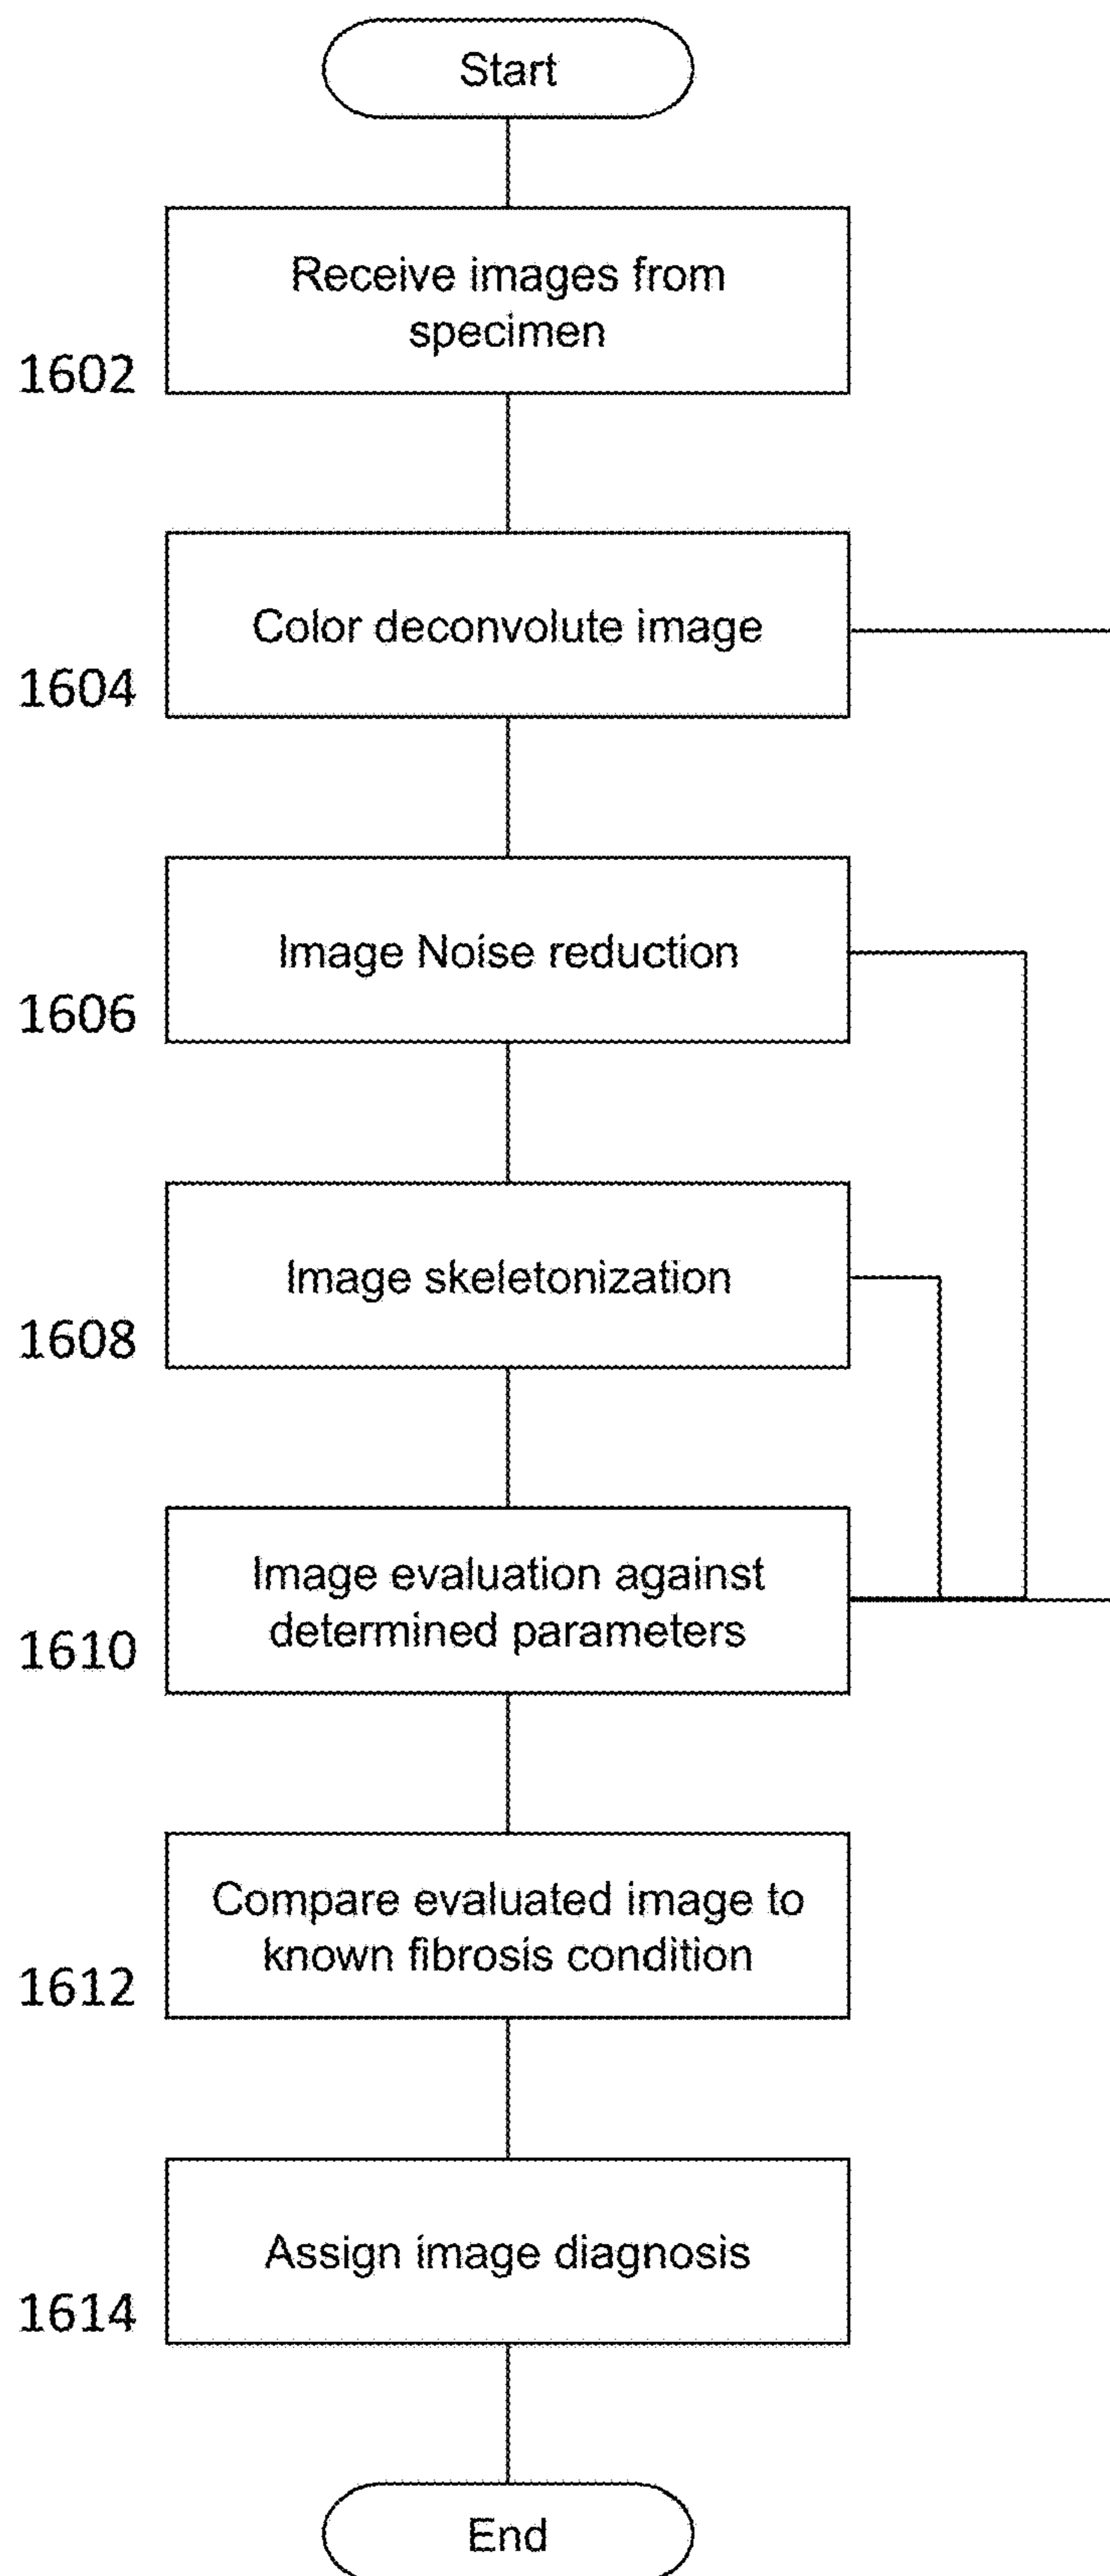 Start
Receive images from
specimen
1602
Color deconvolute image
1604
Image Noise reduction
1606
Image skeletonization
1608
Image evaluation against
determined parameters
1610
Compare evaluated image to
known fibrosis condition
1612
Assign image diagnosis
1614
End